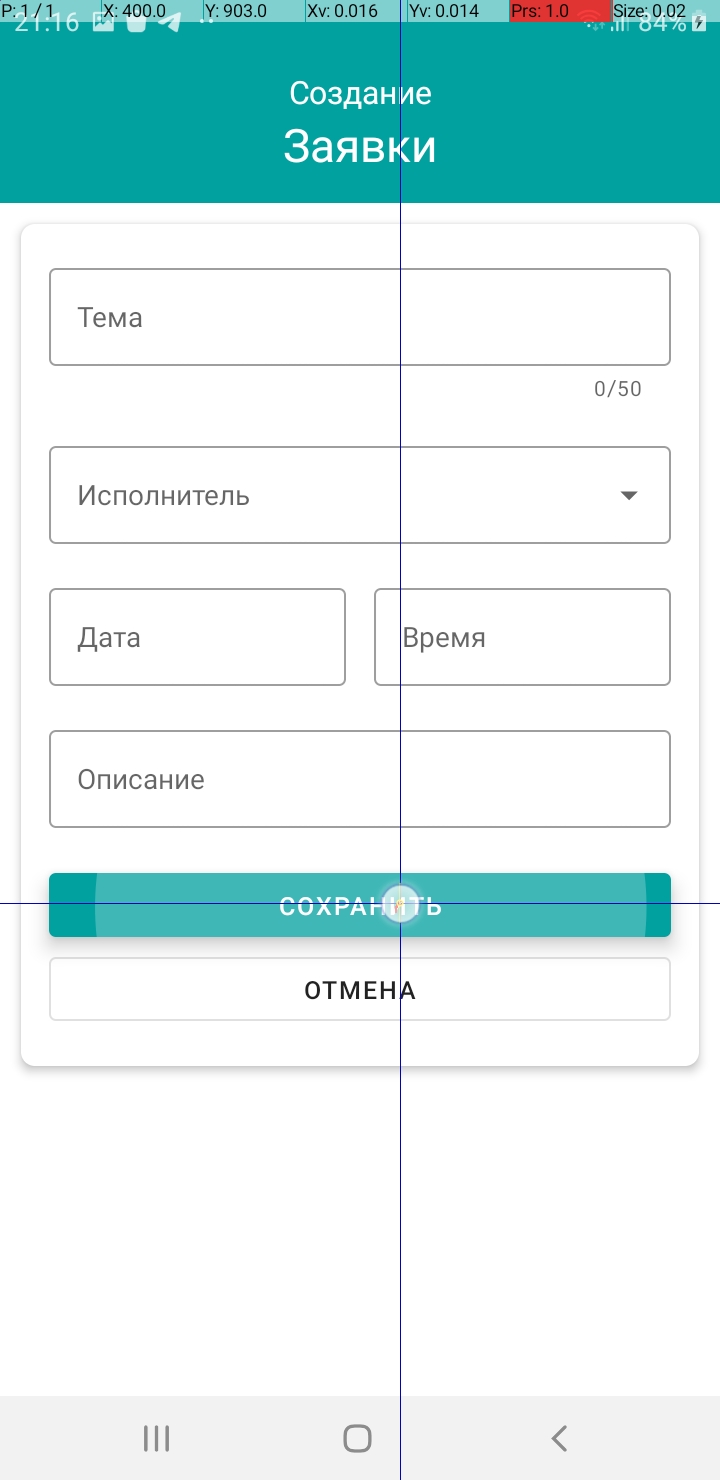 P: 1 / 1 X: 400.0 Y: 903.0 Xv: 0.016 Yv: 0.014 Prs: 1.0 Size: 0.02
21:16 84%
Создание
Заявки
Тема
0/50
Исполнитель
Дата Время
Описание
СОХРАНИТЬ
ОТМЕНА